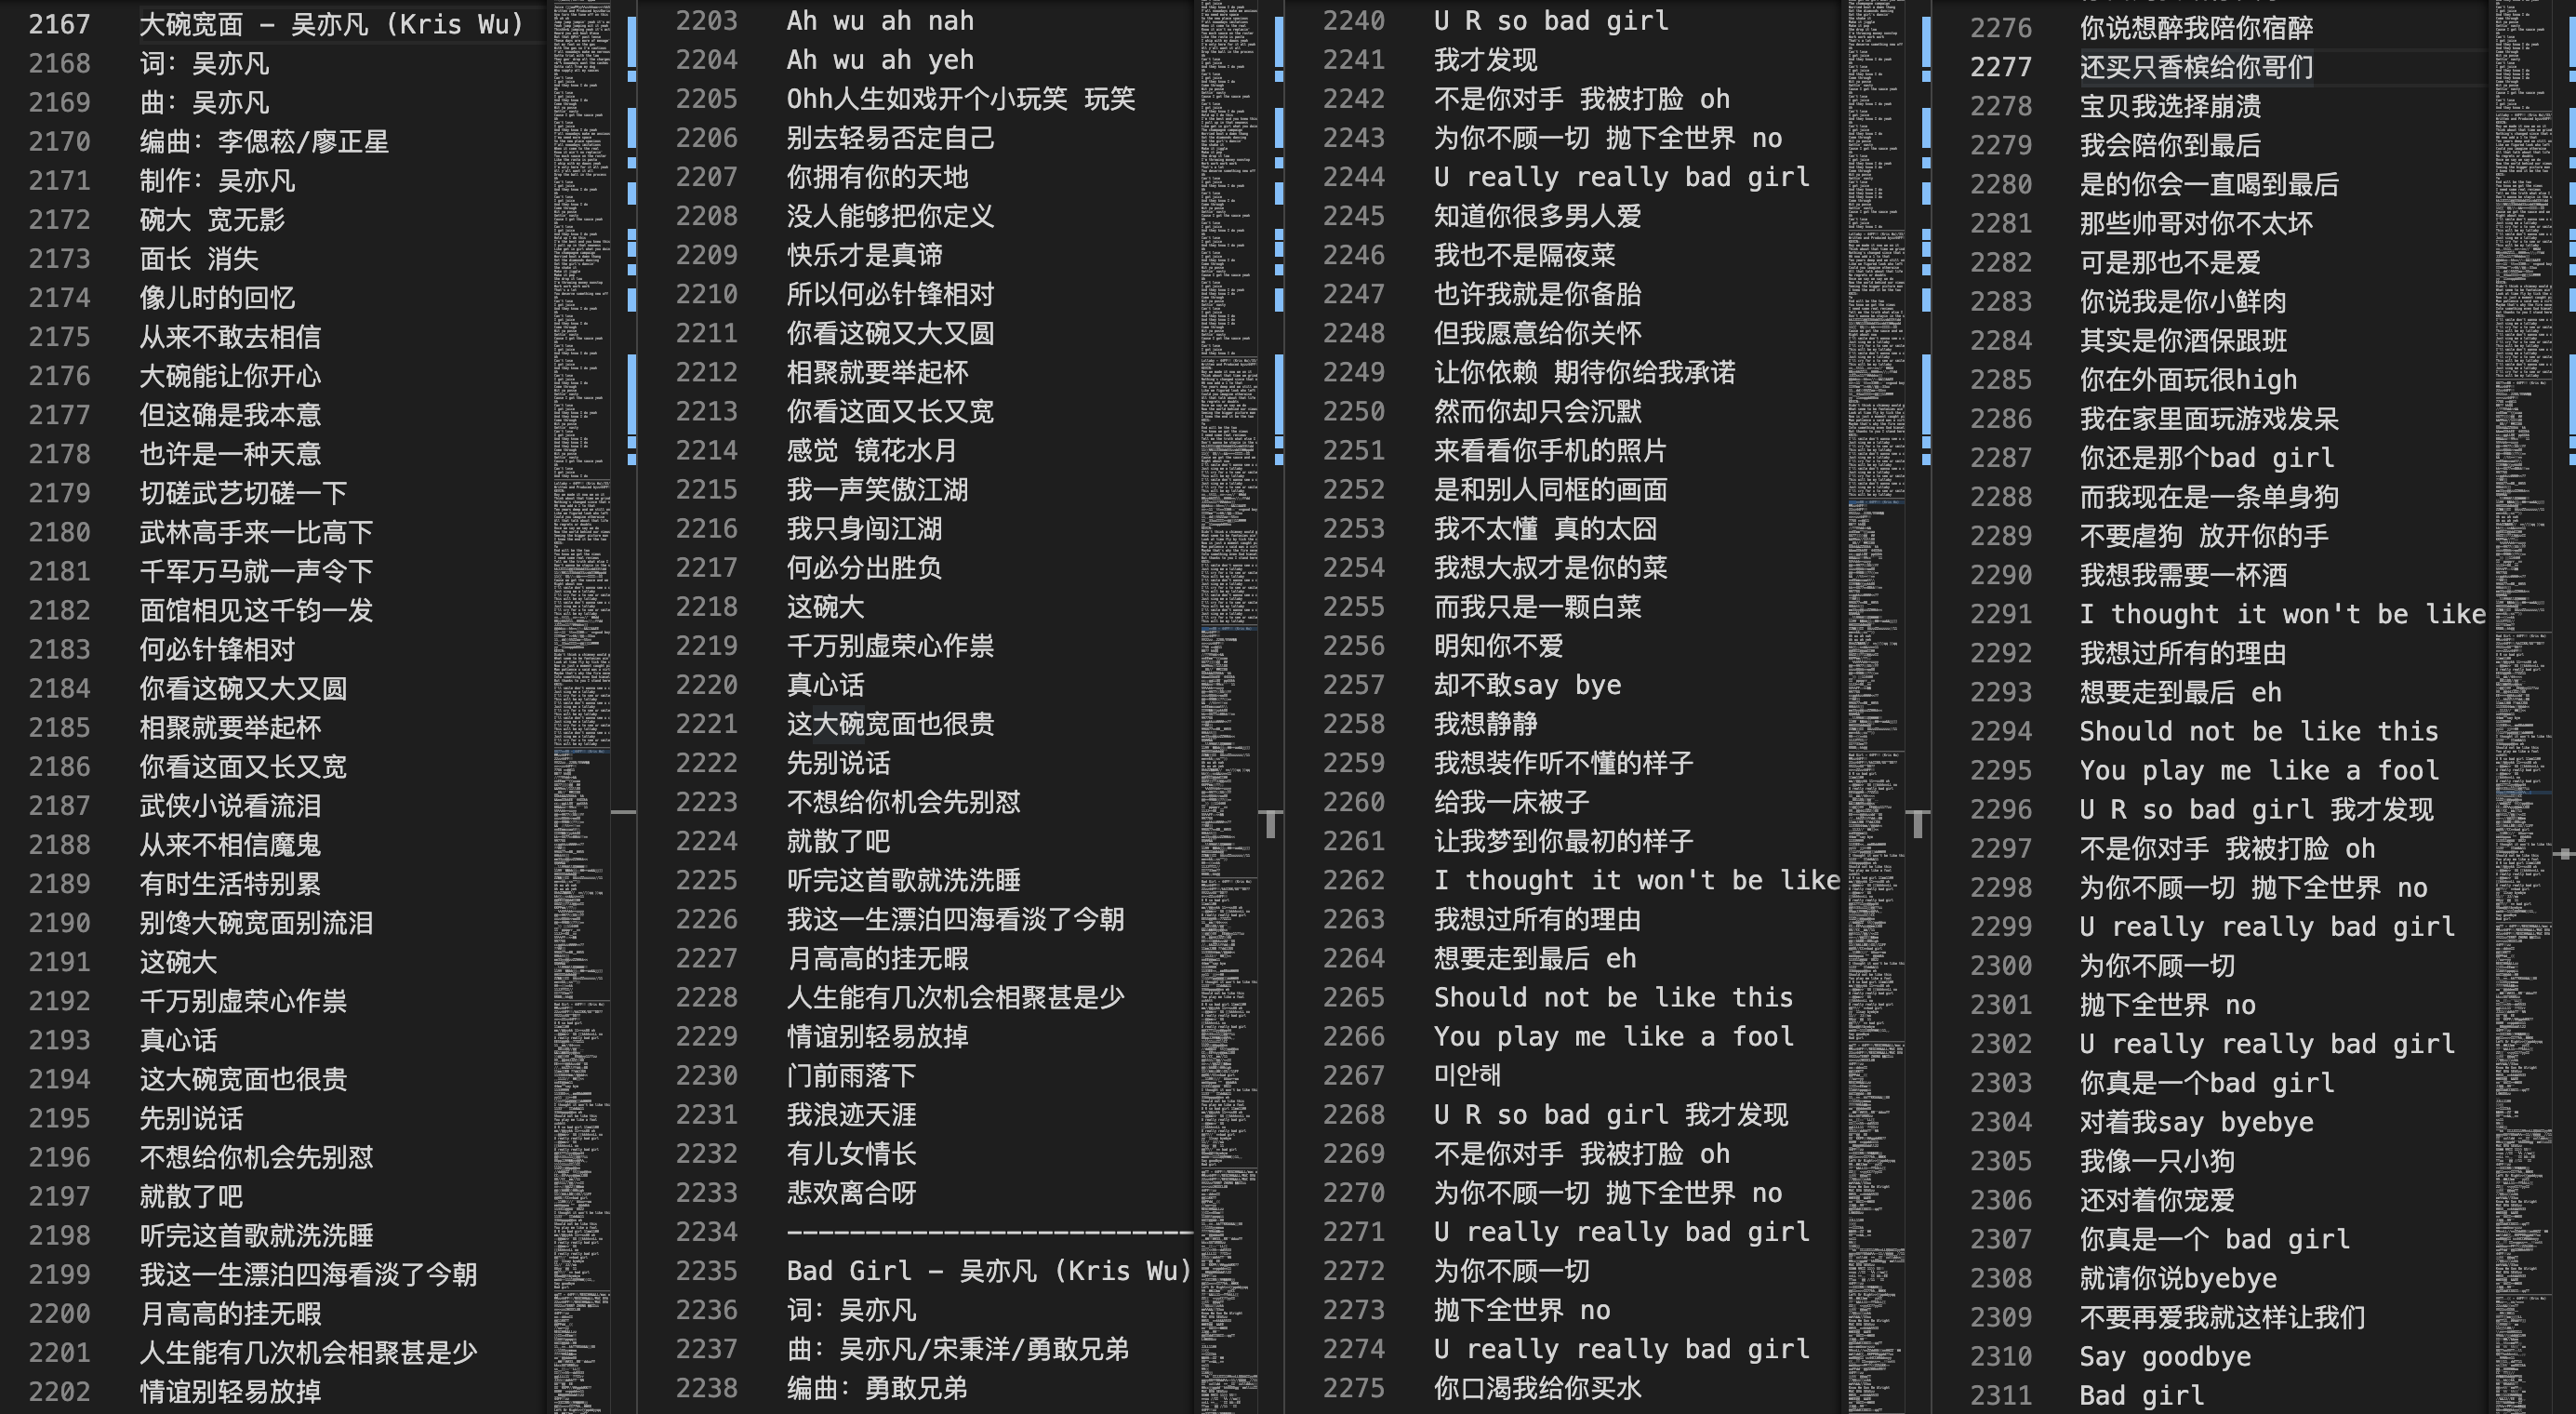 2167 大碗宽面 – 吴亦凡 (Kris Wu)
2168 词：吴亦凡
2169 曲：吴亦凡
2170 编曲：李偲菘/廖正星
2171 制作：吴亦凡
2172 碗大 宽无影
2173 面长 消失
2174 像儿时的回忆
2175 从来不敢去相信
2176 大碗能让你开心
2177 但这确是我本意
2178 也许是一种天意
2179 切磋武艺切磋一下
2180 武林高手来一比高下
2181 千军万马就一声令下
2182 面馆相见这千钧一发
2183 何必针锋相对
2184 你看这碗又大又圆
2185 相聚就要举起杯
2186 你看这面又长又宽
2187 武侠小说看流泪
2188 从来不相信魔鬼
2189 有时生活特别累
2190 别馋大碗宽面别流泪
2191 这碗大
2192 千万别虚荣心作祟
2193 真心话
2194 这大碗宽面也很贵
2195 先别说话
2196 不想给你机会先别怼
2197 就散了吧
2198 听完这首歌就洗洗睡
2199 我这一生漂泊四海看淡了今朝
2200 月高高的挂无暇
2201 人生能有几次机会相聚甚是少
2202 情谊别轻易放掉
2203 Ah wu ah nah
2204 Ah wu ah yeh
2205 Ohh人生如戏开个小玩笑 玩笑
2206 别去轻易否定自己
2207 你拥有你的天地
2208 没人能够把你定义
2209 快乐才是真谛
2210 所以何必针锋相对
2211 你看这碗又大又圆
2212 相聚就要举起杯
2213 你看这面又长又宽
2214 感觉 镜花水月
2215 我一声笑傲江湖
2216 我只身闯江湖
2217 何必分出胜负
2218 这碗大
2219 千万别虚荣心作祟
2220 真心话
2221 这大碗宽面也很贵
2222 先别说话
2223 不想给你机会先别怼
2224 就散了吧
2225 听完这首歌就洗洗睡
2226 我这一生漂泊四海看淡了今朝
2227 月高高的挂无暇
2228 人生能有几次机会相聚甚是少
2229 情谊别轻易放掉
2230 门前雨落下
2231 我浪迹天涯
2232 有儿女情长
2233 悲欢离合呀
2234 --------------------------
2235 Bad Girl – 吴亦凡 (Kris Wu)
2236 词：吴亦凡
2237 曲：吴亦凡/宋秉洋/勇敢兄弟
2238 编曲：勇敢兄弟
2240 U R so bad girl
2241 我才发现
2242 不是你对手 我被打脸 oh
2243 为你不顾一切 抛下全世界 no
2244 U really really bad girl
2245 知道你很多男人爱
2246 我也不是隔夜菜
2247 也许我就是你备胎
2248 但我愿意给你关怀
2249 让你依赖 期待你给我承诺
2250 然而你却只会沉默
2251 来看看你手机的照片
2252 是和别人同框的画面
2253 我不太懂 真的太囧
2254 我想大叔才是你的菜
2255 而我只是一颗白菜
2256 明知你不爱
2257 却不敢say bye
2258 我想静静
2259 我想装作听不懂的样子
2260 给我一床被子
2261 让我梦到你最初的样子
2262 I thought it won't be like
2263 我想过所有的理由
2264 想要走到最后 eh
2265 Should not be like this
2266 You play me like a fool
2267 미안해
2268 U R so bad girl 我才发现
2269 不是你对手 我被打脸 oh
2270 为你不顾一切 抛下全世界 no
2271 U really really bad girl
2272 为你不顾一切
2273 抛下全世界 no
2274 U really really bad girl
2275 你口渴我给你买水
2276 你说想醉我陪你宿醉
2277 还买只香槟给你哥们
2278 宝贝我选择崩溃
2279 我会陪你到最后
2280 是的你会一直喝到最后
2281 那些帅哥对你不太坏
2282 可是那也不是爱
2283 你说我是你小鲜肉
2284 其实是你酒保跟班
2285 你在外面玩很high
2286 我在家里面玩游戏发呆
2287 你还是那个bad girl
2288 而我现在是一条单身狗
2289 不要虐狗 放开你的手
2290 我想我需要一杯酒
2291 I thought it won't be like
2292 我想过所有的理由
2293 想要走到最后 eh
2294 Should not be like this
2295 You play me like a fool
2296 U R so bad girl 我才发现
2297 不是你对手 我被打脸 oh
2298 为你不顾一切 抛下全世界 no
2299 U really really bad girl
2300 为你不顾一切
2301 抛下全世界 no
2302 U really really bad girl
2303 你真是一个bad girl
2304 对着我say byebye
2305 我像一只小狗
2306 还对着你宠爱
2307 你真是一个 bad girl
2308 就请你说byebye
2309 不要再爱我就这样让我们
2310 Say goodbye
2311 Bad girl